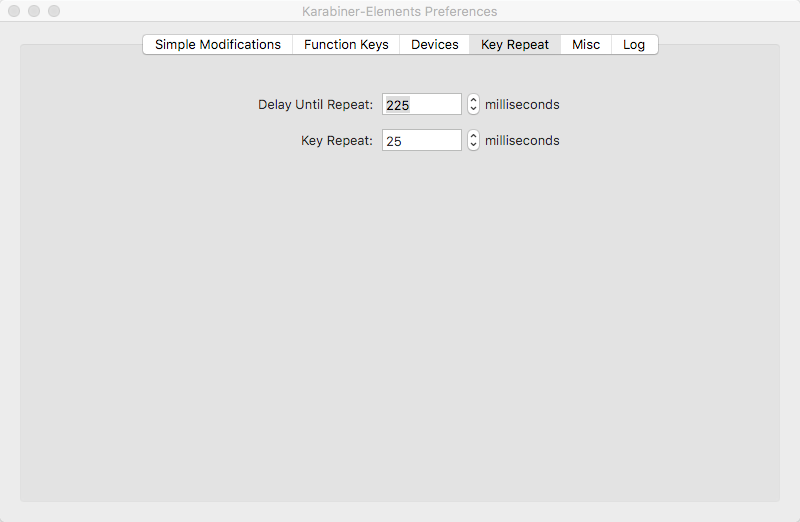 Karabiner-Elements Preferences
Simple Modifications Function Keys Devices Key Repeat Misc Log
Delay Until Repeat: 225 milliseconds
Key Repeat: 25 milliseconds